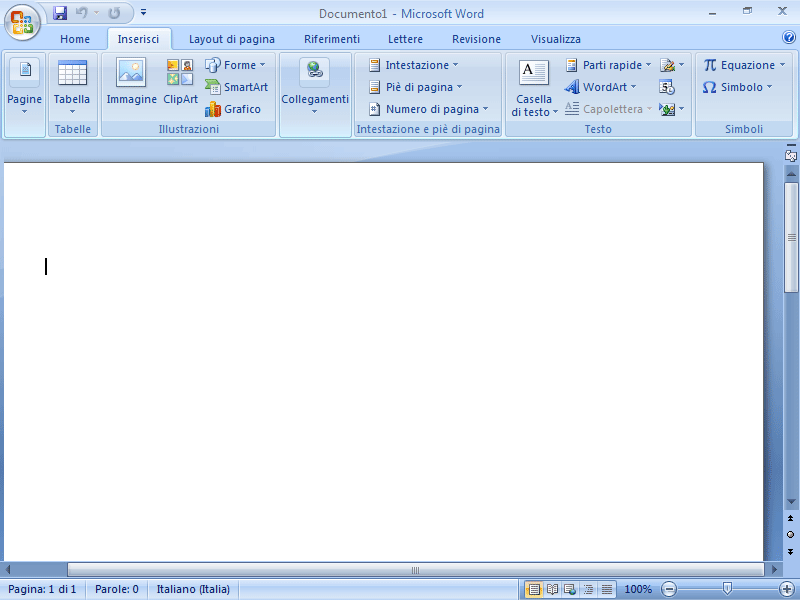 Documento1 - Microsoft Word
Home Inserisci Layout di pagina Riferimenti Lettere Revisione Visualizza
Pagine
Tabella
Tabelle
Immagine
ClipArt
Forme
SmartArt
Grafico
Illustrazioni
Collegamenti
Intestazione
Piè di pagina
Numero di pagina
Intestazione e piè di pagina
Casella
di testo
Parti rapide
WordArt
Capolettera
Testo
π Equazione
Ω Simbolo
Simboli
Pagina: 1 di 1 Parole: 0 Italiano (Italia) 100%